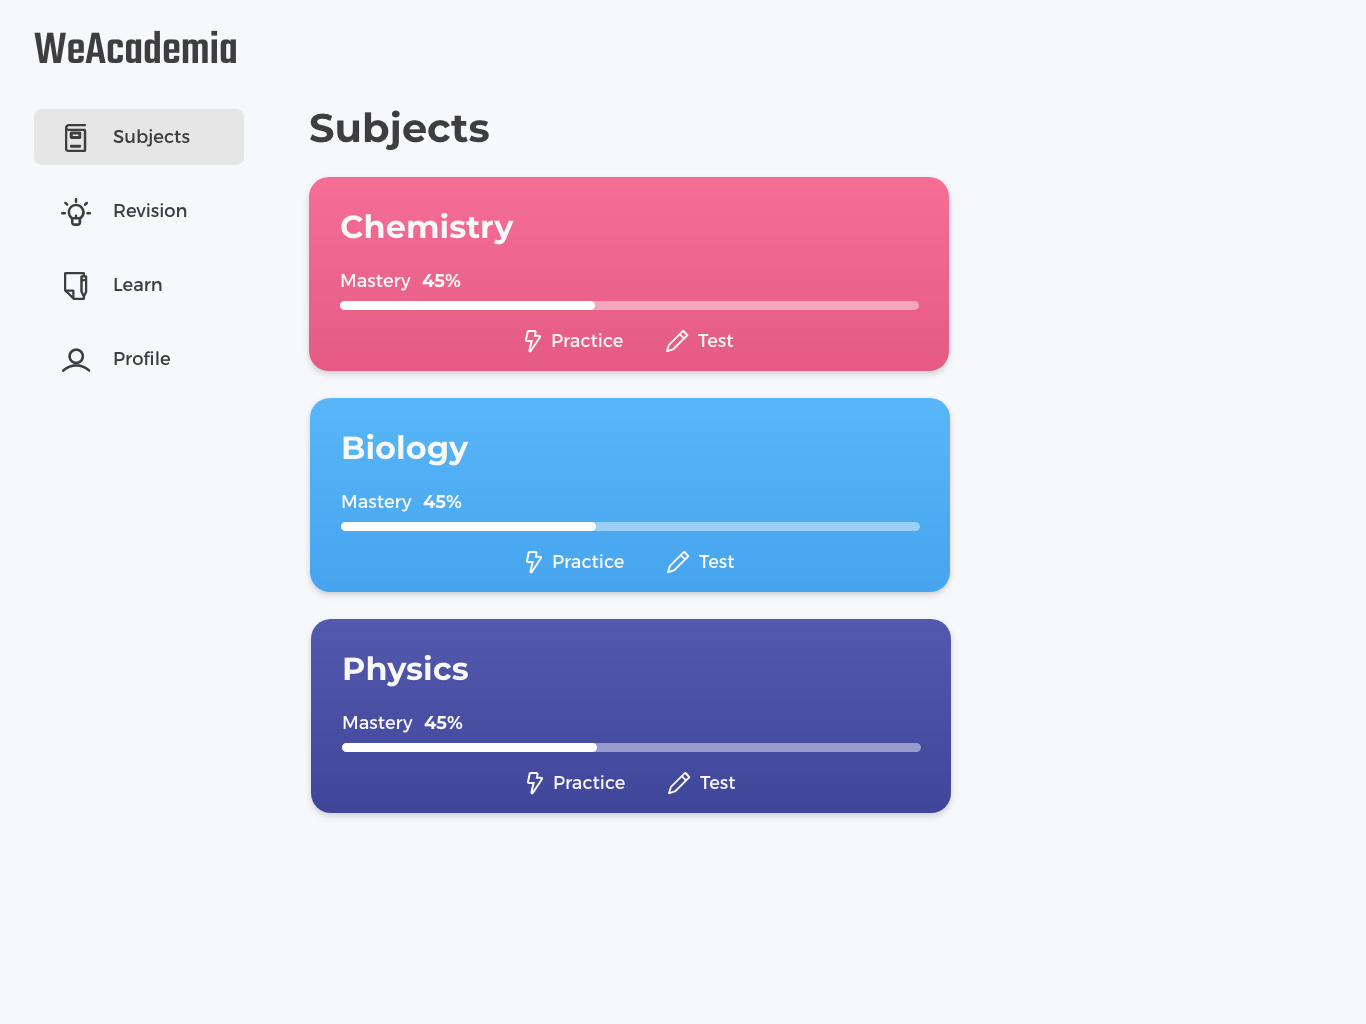 WeAcademia
Subjects
Revision
Learn
Profile
Subjects
Chemistry
Mastery 45%
Practice Test
Biology
Mastery 45%
Practice Test
Physics
Mastery 45%
Practice Test